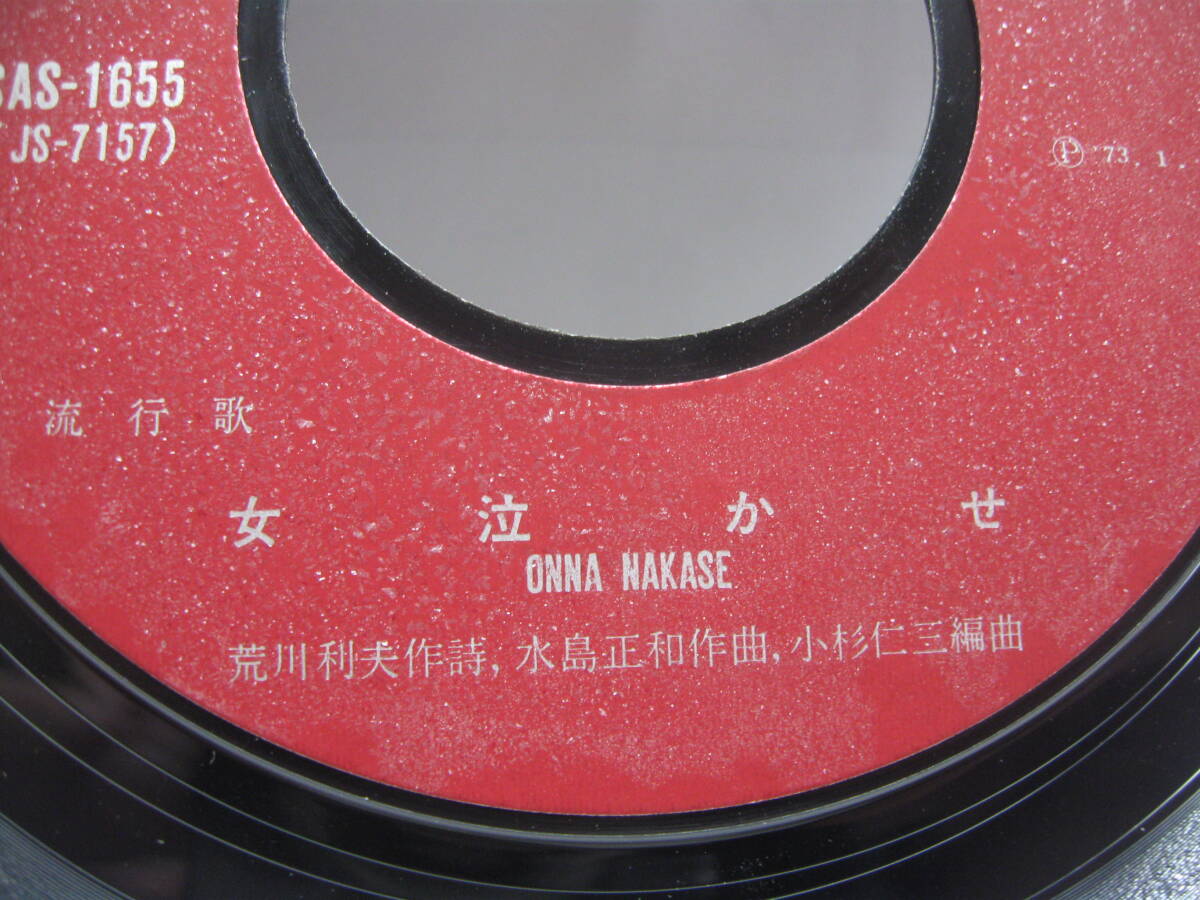 SAS-1655
(JS-7157)
Ⓟ '73. 1
流行歌
女泣かせ
ONNA NAKASE
荒川利夫作詩, 水島正和作曲, 小杉仁三編曲